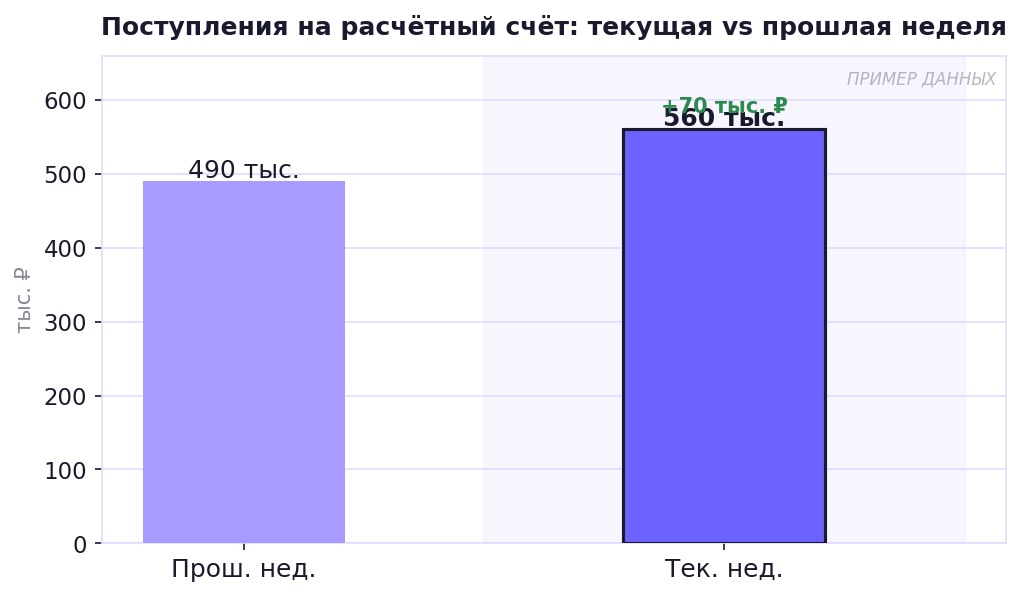 Поступления на расчётный счёт: текущая vs прошлая неделя
ПРИМЕР ДАННЫХ
+70 тыс. ₽
560 тыс.
490 тыс.
тыс. ₽
600
500
400
300
200
100
0
Прош. нед.
Тек. нед.